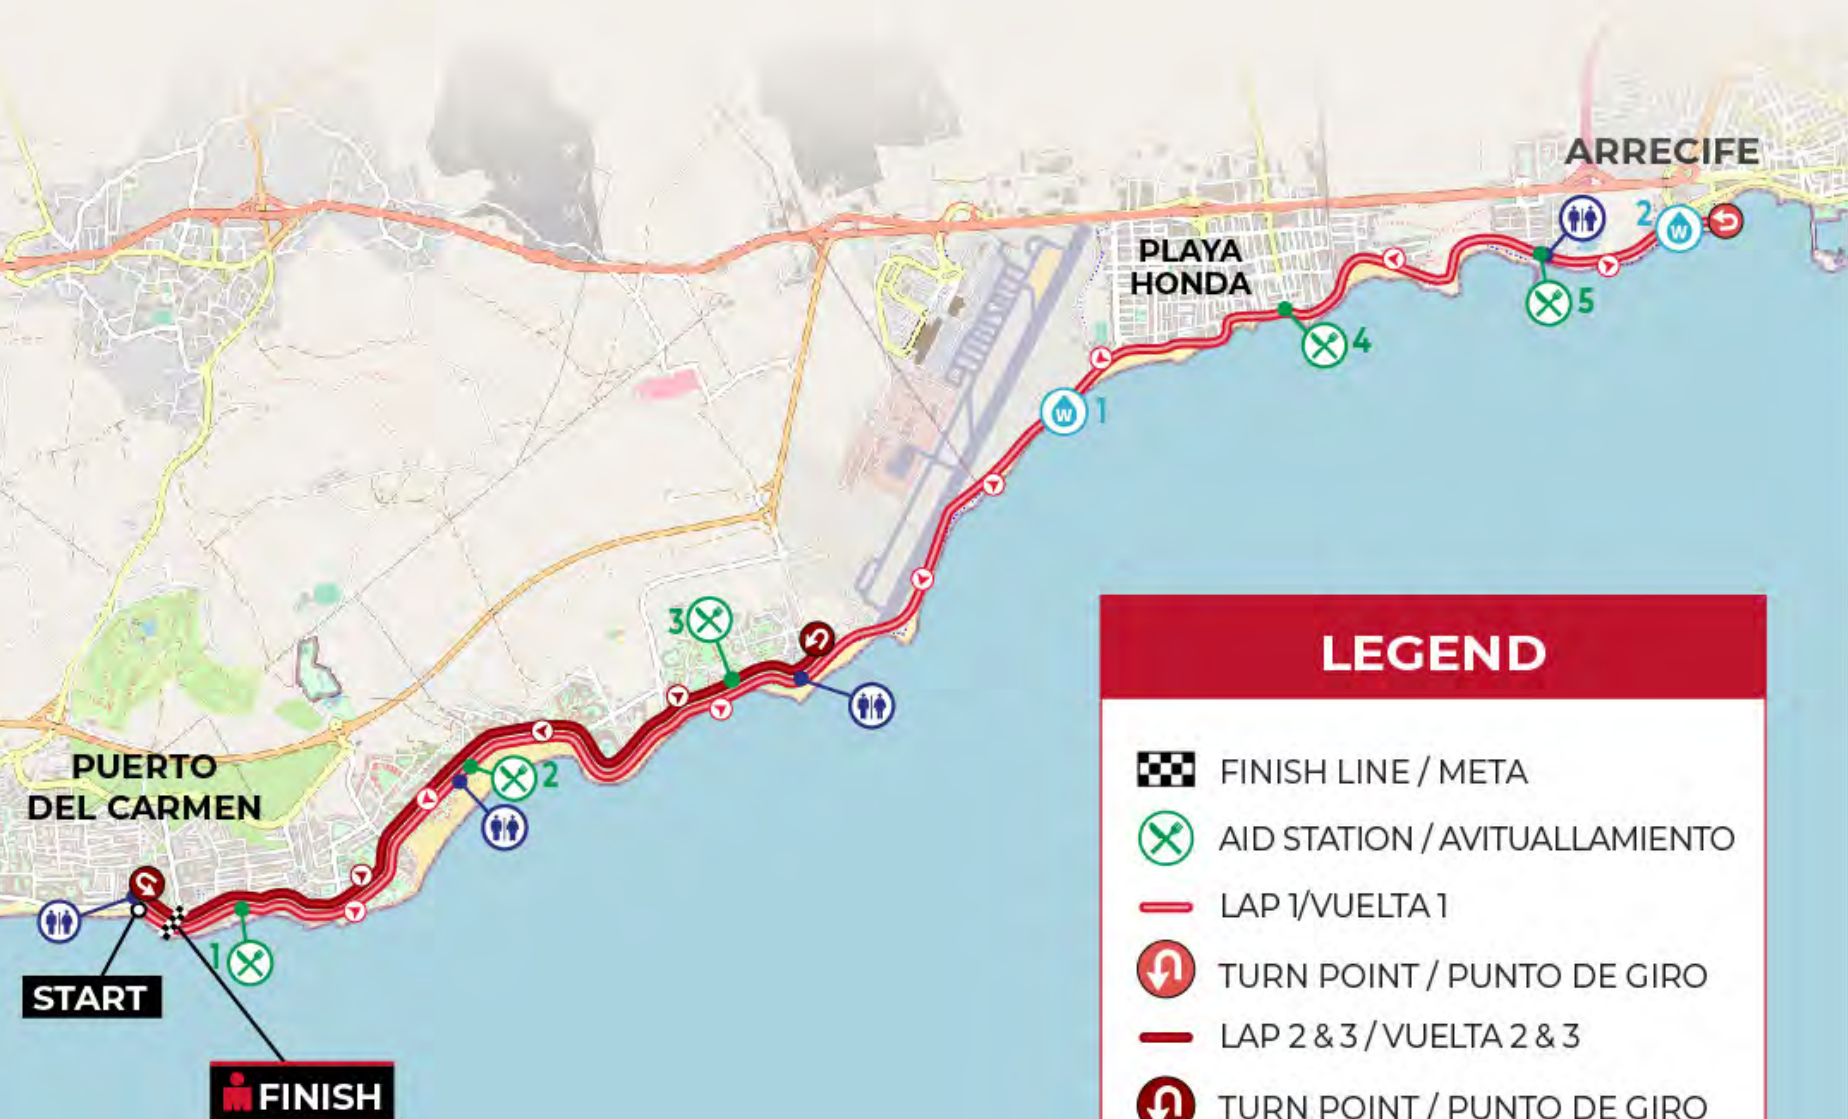 ARRECIFE
PLAYA
HONDA
2
W
5
4
W
1
3
2
PUERTO
DEL CARMEN
1
START
FINISH
LEGEND
FINISH LINE / META
AID STATION / AVITUALLAMIENTO
LAP 1/VUELTA 1
TURN POINT / PUNTO DE GIRO
LAP 2 & 3 / VUELTA 2 & 3
TURN POINT / PUNTO DE GIRO